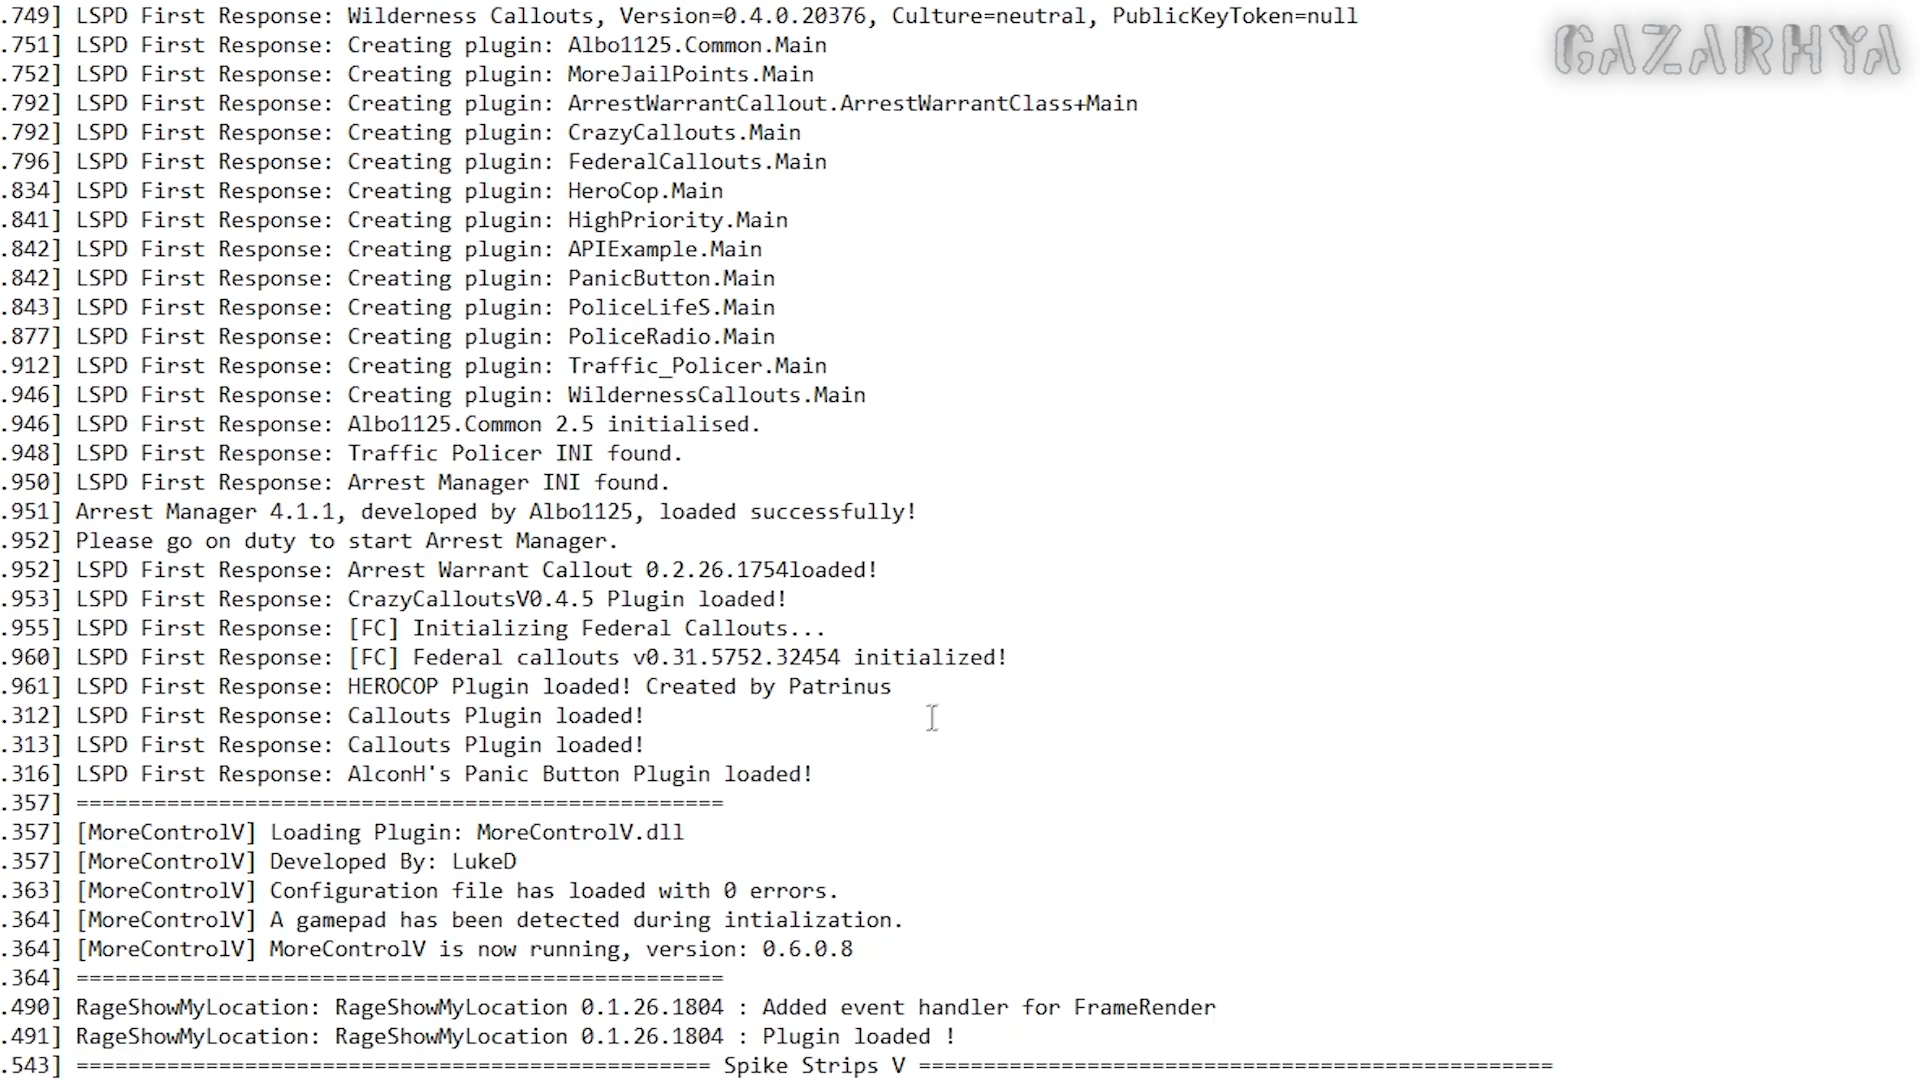 .749] LSPD First Response: Wilderness Callouts, Version=0.4.0.20376, Culture=neutral, PublicKeyToken=null
GAZARHYA
.751] LSPD First Response: Creating plugin: Albo1125.Common.Main
.752] LSPD First Response: Creating plugin: MoreJailPoints.Main
.792] LSPD First Response: Creating plugin: ArrestWarrantCallout.ArrestWarrantClass+Main
.792] LSPD First Response: Creating plugin: CrazyCallouts.Main
.796] LSPD First Response: Creating plugin: FederalCallouts.Main
.834] LSPD First Response: Creating plugin: HeroCop.Main
.841] LSPD First Response: Creating plugin: HighPriority.Main
.842] LSPD First Response: Creating plugin: APIExample.Main
.842] LSPD First Response: Creating plugin: PanicButton.Main
.843] LSPD First Response: Creating plugin: PoliceLifeS.Main
.877] LSPD First Response: Creating plugin: PoliceRadio.Main
.912] LSPD First Response: Creating plugin: Traffic_Policer.Main
.946] LSPD First Response: Creating plugin: WildernessCallouts.Main
.946] LSPD First Response: Albo1125.Common 2.5 initialised.
.948] LSPD First Response: Traffic Policer INI found.
.950] LSPD First Response: Arrest Manager INI found.
.951] Arrest Manager 4.1.1, developed by Albo1125, loaded successfully!
.952] Please go on duty to start Arrest Manager.
.952] LSPD First Response: Arrest Warrant Callout 0.2.26.1754loaded!
.953] LSPD First Response: CrazyCalloutsV0.4.5 Plugin loaded!
.955] LSPD First Response: [FC] Initializing Federal Callouts...
.960] LSPD First Response: [FC] Federal callouts v0.31.5752.32454 initialized!
.961] LSPD First Response: HEROCOP Plugin loaded! Created by Patrinus
.312] LSPD First Response: Callouts Plugin loaded!
.313] LSPD First Response: Callouts Plugin loaded!
.316] LSPD First Response: AlconH's Panic Button Plugin loaded!
.357] ==================================================
.357] [MoreControlV] Loading Plugin: MoreControlV.dll
.357] [MoreControlV] Developed By: LukeD
.363] [MoreControlV] Configuration file has loaded with 0 errors.
.364] [MoreControlV] A gamepad has been detected during intialization.
.364] [MoreControlV] MoreControlV is now running, version: 0.6.0.8
.364] ==================================================
.490] RageShowMyLocation: RageShowMyLocation 0.1.26.1804 : Added event handler for FrameRender
.491] RageShowMyLocation: RageShowMyLocation 0.1.26.1804 : Plugin loaded !
.543] ================================================= Spike Strips V =================================================